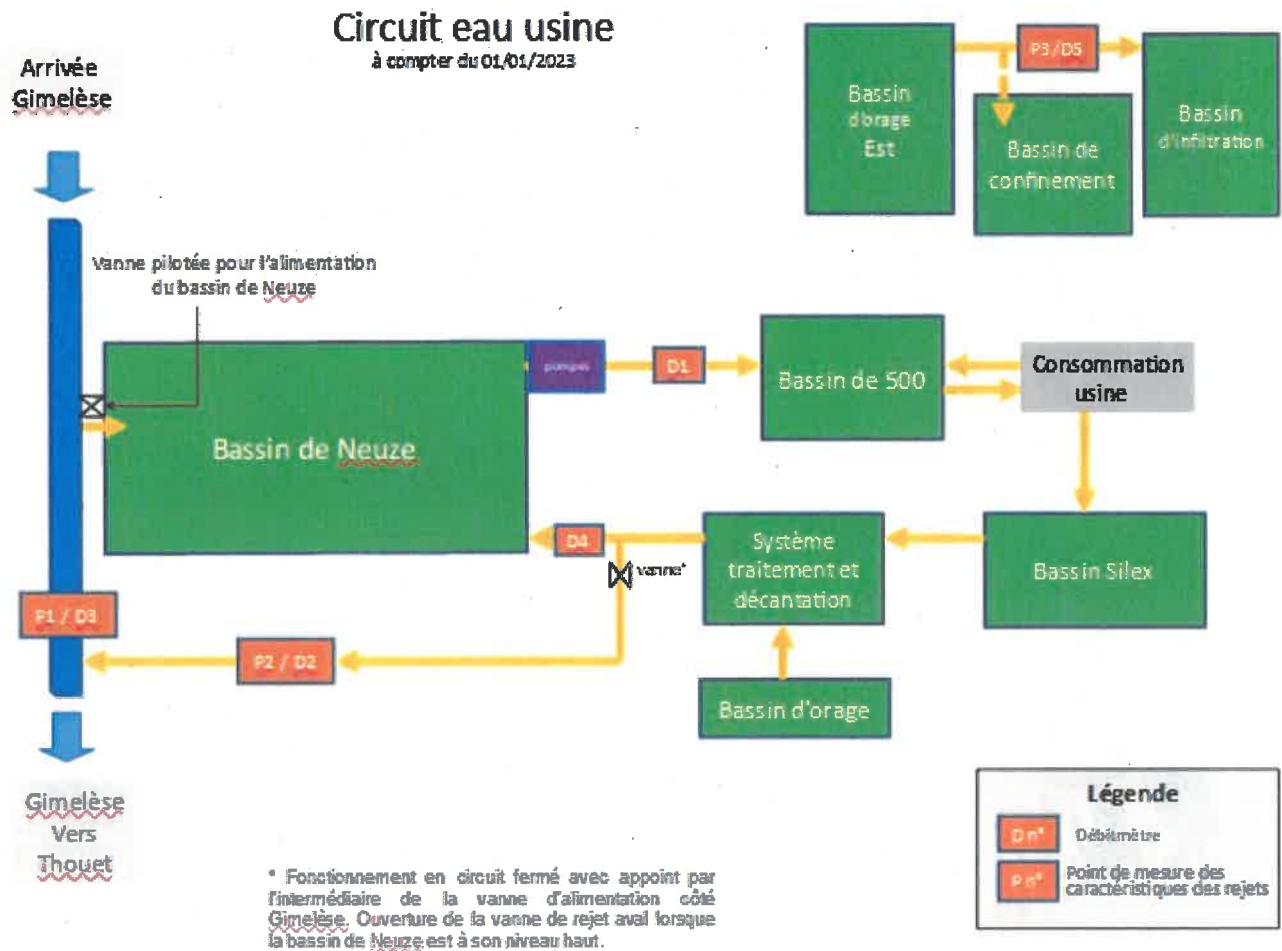 Circuit eau usine
à compter du 01/01/2023
Arrivée
Gimelèse
Vanne pilotée pour l'alimentation
du bassin de Neuze
Bassin
d'orage
Est
P3 / D5
Bassin de
confinement
Bassin
d'infiltration
Bassin de Neuze
pompes
D1
Bassin de 500
Consommation
usine
D4
vanne*
Système
traitement et
décantation
Bassin Silex
P1 / D3
P2 / D2
Bassin d'orage
Gimelèse
Vers
Thouet
Légende
D n°
Débitmètre
P n°
Point de mesure des
caractéristiques des rejets
* Fonctionnement en circuit fermé avec appoint par
l'intermédiaire de la vanne d'alimentation côté
Gimelèse. Ouverture de la vanne de rejet aval lorsque
la bassin de Neuze est à son niveau haut.